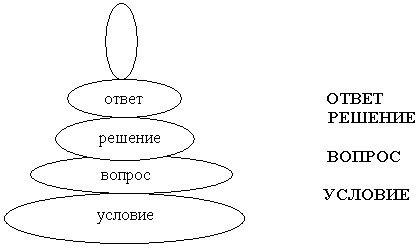 ответ
решение
вопрос
условие
ОТВЕТ
РЕШЕНИЕ
ВОПРОС
УСЛОВИЕ